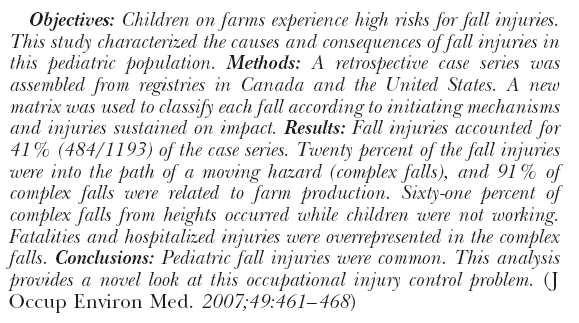 Objectives: Children on farms experience high risks for fall injuries.
This study characterized the causes and consequences of fall injuries in
this pediatric population. Methods: A retrospective case series was
assembled from registries in Canada and the United States. A new
matrix was used to classify each fall according to initiating mechanisms
and injuries sustained on impact. Results: Fall injuries accounted for
41% (484/1193) of the case series. Twenty percent of the fall injuries
were into the path of a moving hazard (complex falls), and 91% of
complex falls were related to farm production. Sixty-one percent of
complex falls from heights occurred while children were not working.
Fatalities and hospitalized injuries were overrepresented in the complex
falls. Conclusions: Pediatric fall injuries were common. This analysis
provides a novel look at this occupational injury control problem. (J
Occup Environ Med. 2007;49:461–468)